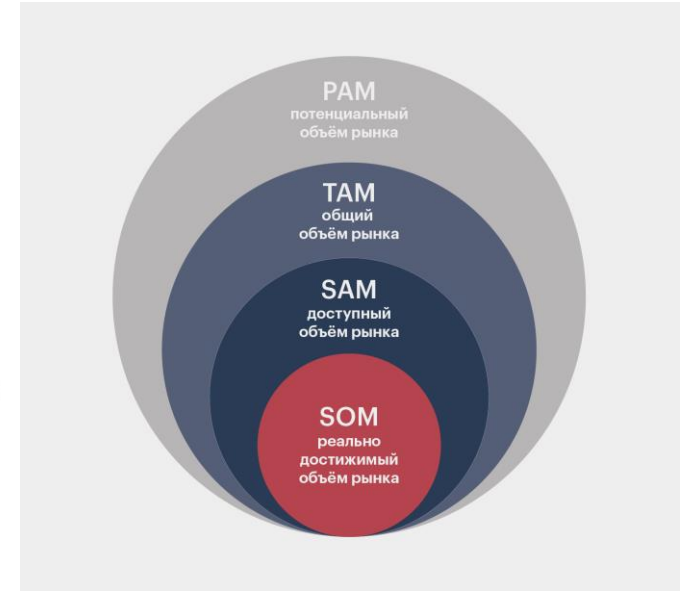 PAM
потенциальный
объём рынка
TAM
общий
объём рынка
SAM
доступный
объём рынка
SOM
реально
достижимый
объём рынка